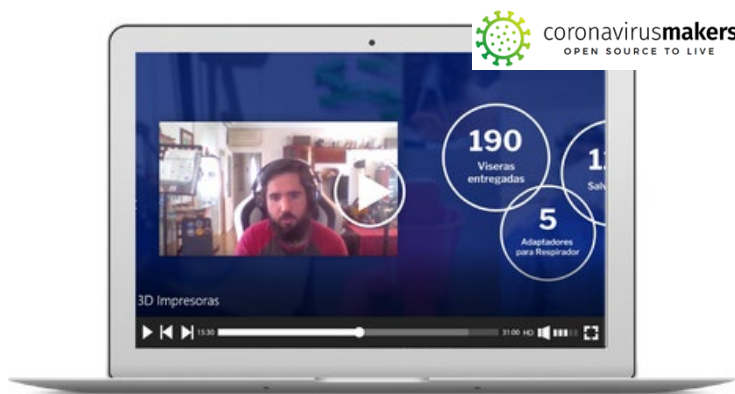 coronavirusmakers
OPEN SOURCE TO LIVE
190
Viseras
entregadas
5
Adaptadores
para Respirador
3D Impresoras
15:30
31:00 HD